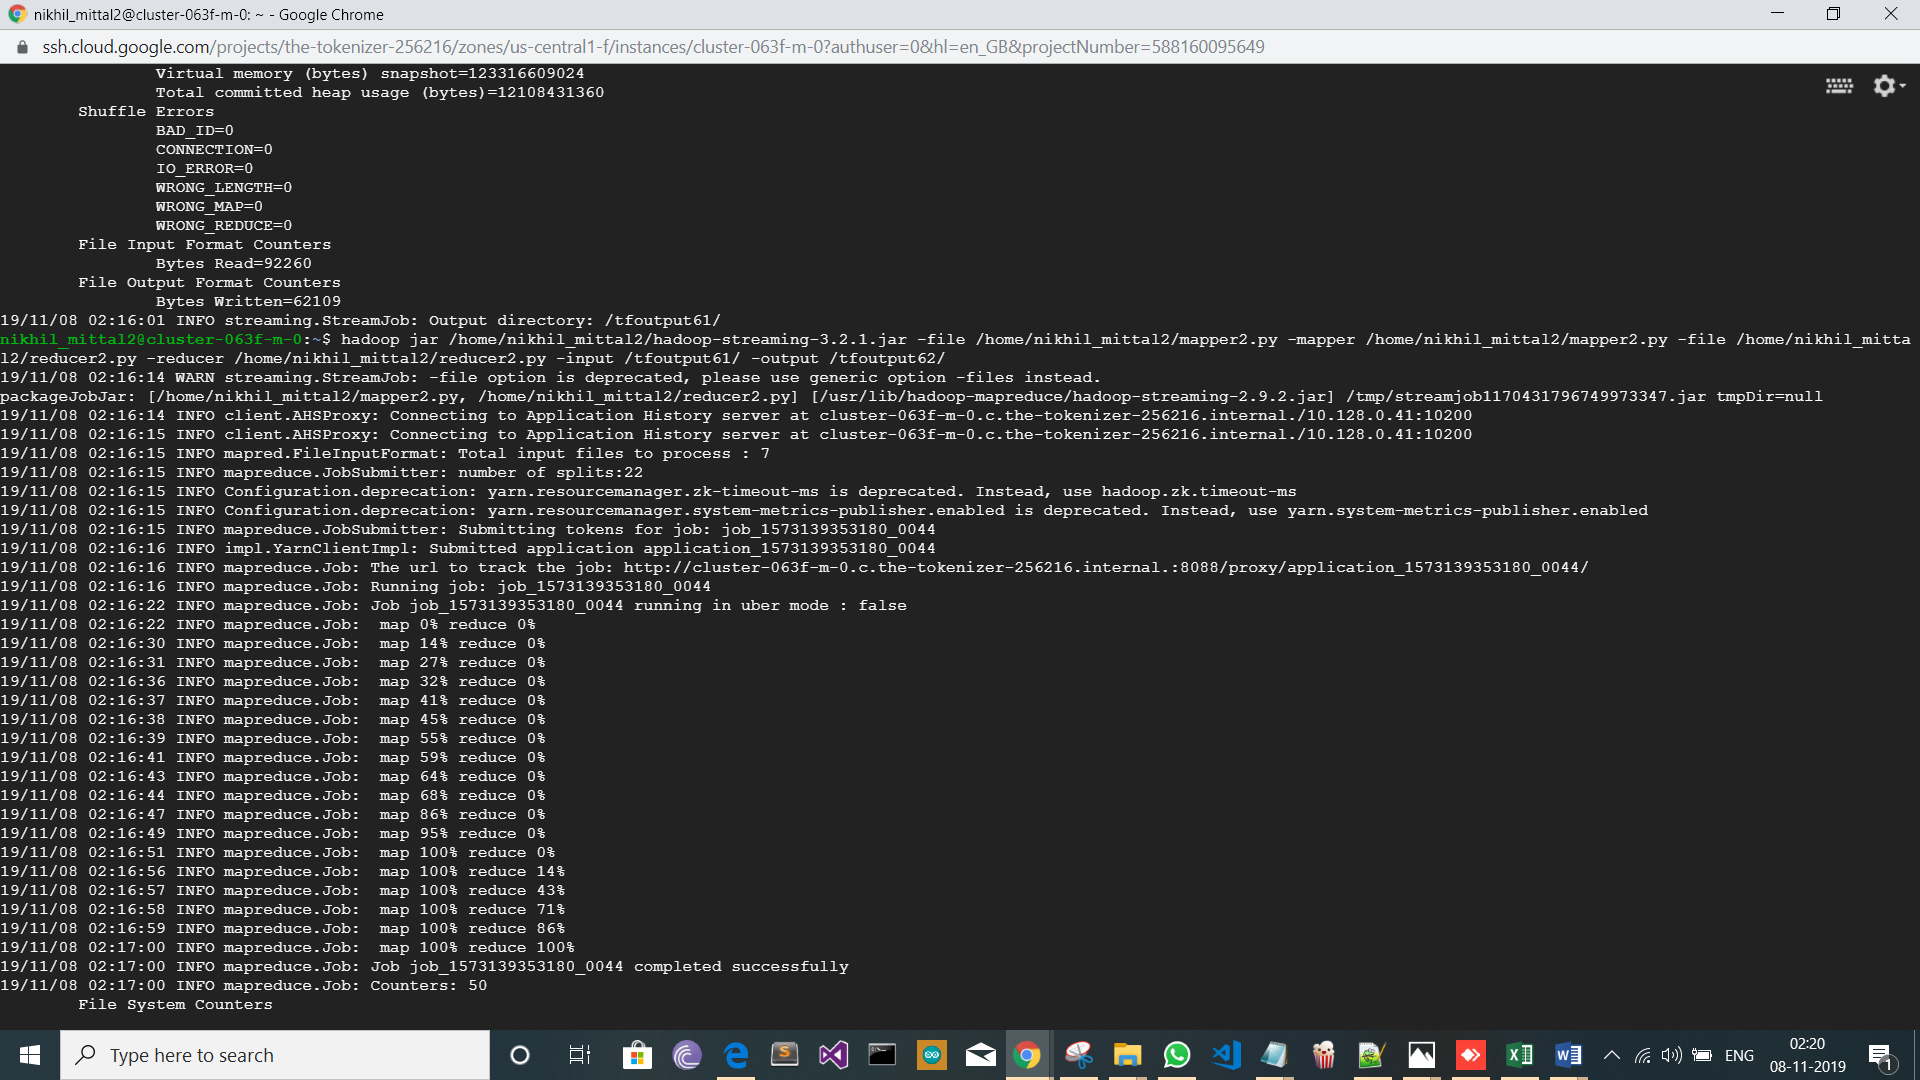 nikhil_mittal2@cluster-063f-m-0: ~ - Google Chrome
ssh.cloud.google.com/projects/the-tokenizer-256216/zones/us-central1-f/instances/cluster-063f-m-0?authuser=0&hl=en_GB&projectNumber=588160095649
Virtual memory (bytes) snapshot=123316609024
Total committed heap usage (bytes)=12108431360
Shuffle Errors
BAD_ID=0
CONNECTION=0
IO_ERROR=0
WRONG_LENGTH=0
WRONG_MAP=0
WRONG_REDUCE=0
File Input Format Counters
Bytes Read=92260
File Output Format Counters
Bytes Written=62109
19/11/08 02:16:01 INFO streaming.StreamJob: Output directory: /tfoutput61/
nikhil_mittal2@cluster-063f-m-0:~$ hadoop jar /home/nikhil_mittal2/hadoop-streaming-3.2.1.jar -file /home/nikhil_mittal2/mapper2.py -mapper /home/nikhil_mittal2/mapper2.py -file /home/nikhil_mitta
l2/reducer2.py -reducer /home/nikhil_mittal2/reducer2.py -input /tfoutput61/ -output /tfoutput62/
19/11/08 02:16:14 WARN streaming.StreamJob: -file option is deprecated, please use generic option -files instead.
packageJobJar: [/home/nikhil_mittal2/mapper2.py, /home/nikhil_mittal2/reducer2.py] [/usr/lib/hadoop-mapreduce/hadoop-streaming-2.9.2.jar] /tmp/streamjob1170431796749973347.jar tmpDir=null
19/11/08 02:16:14 INFO client.AHSProxy: Connecting to Application History server at cluster-063f-m-0.c.the-tokenizer-256216.internal./10.128.0.41:10200
19/11/08 02:16:15 INFO client.AHSProxy: Connecting to Application History server at cluster-063f-m-0.c.the-tokenizer-256216.internal./10.128.0.41:10200
19/11/08 02:16:15 INFO mapred.FileInputFormat: Total input files to process : 7
19/11/08 02:16:15 INFO mapreduce.JobSubmitter: number of splits:22
19/11/08 02:16:15 INFO Configuration.deprecation: yarn.resourcemanager.zk-timeout-ms is deprecated. Instead, use hadoop.zk.timeout-ms
19/11/08 02:16:15 INFO Configuration.deprecation: yarn.resourcemanager.system-metrics-publisher.enabled is deprecated. Instead, use yarn.system-metrics-publisher.enabled
19/11/08 02:16:15 INFO mapreduce.JobSubmitter: Submitting tokens for job: job_1573139353180_0044
19/11/08 02:16:16 INFO impl.YarnClientImpl: Submitted application application_1573139353180_0044
19/11/08 02:16:16 INFO mapreduce.Job: The url to track the job: http://cluster-063f-m-0.c.the-tokenizer-256216.internal.:8088/proxy/application_1573139353180_0044/
19/11/08 02:16:16 INFO mapreduce.Job: Running job: job_1573139353180_0044
19/11/08 02:16:22 INFO mapreduce.Job: Job job_1573139353180_0044 running in uber mode : false
19/11/08 02:16:22 INFO mapreduce.Job:  map 0% reduce 0%
19/11/08 02:16:30 INFO mapreduce.Job:  map 14% reduce 0%
19/11/08 02:16:31 INFO mapreduce.Job:  map 27% reduce 0%
19/11/08 02:16:36 INFO mapreduce.Job:  map 32% reduce 0%
19/11/08 02:16:37 INFO mapreduce.Job:  map 41% reduce 0%
19/11/08 02:16:38 INFO mapreduce.Job:  map 45% reduce 0%
19/11/08 02:16:39 INFO mapreduce.Job:  map 55% reduce 0%
19/11/08 02:16:41 INFO mapreduce.Job:  map 59% reduce 0%
19/11/08 02:16:43 INFO mapreduce.Job:  map 64% reduce 0%
19/11/08 02:16:44 INFO mapreduce.Job:  map 68% reduce 0%
19/11/08 02:16:47 INFO mapreduce.Job:  map 86% reduce 0%
19/11/08 02:16:49 INFO mapreduce.Job:  map 95% reduce 0%
19/11/08 02:16:51 INFO mapreduce.Job:  map 100% reduce 0%
19/11/08 02:16:56 INFO mapreduce.Job:  map 100% reduce 14%
19/11/08 02:16:57 INFO mapreduce.Job:  map 100% reduce 43%
19/11/08 02:16:58 INFO mapreduce.Job:  map 100% reduce 71%
19/11/08 02:16:59 INFO mapreduce.Job:  map 100% reduce 86%
19/11/08 02:17:00 INFO mapreduce.Job:  map 100% reduce 100%
19/11/08 02:17:00 INFO mapreduce.Job: Job job_1573139353180_0044 completed successfully
19/11/08 02:17:00 INFO mapreduce.Job: Counters: 50
File System Counters
Type here to search
ENG
02:20
08-11-2019
1